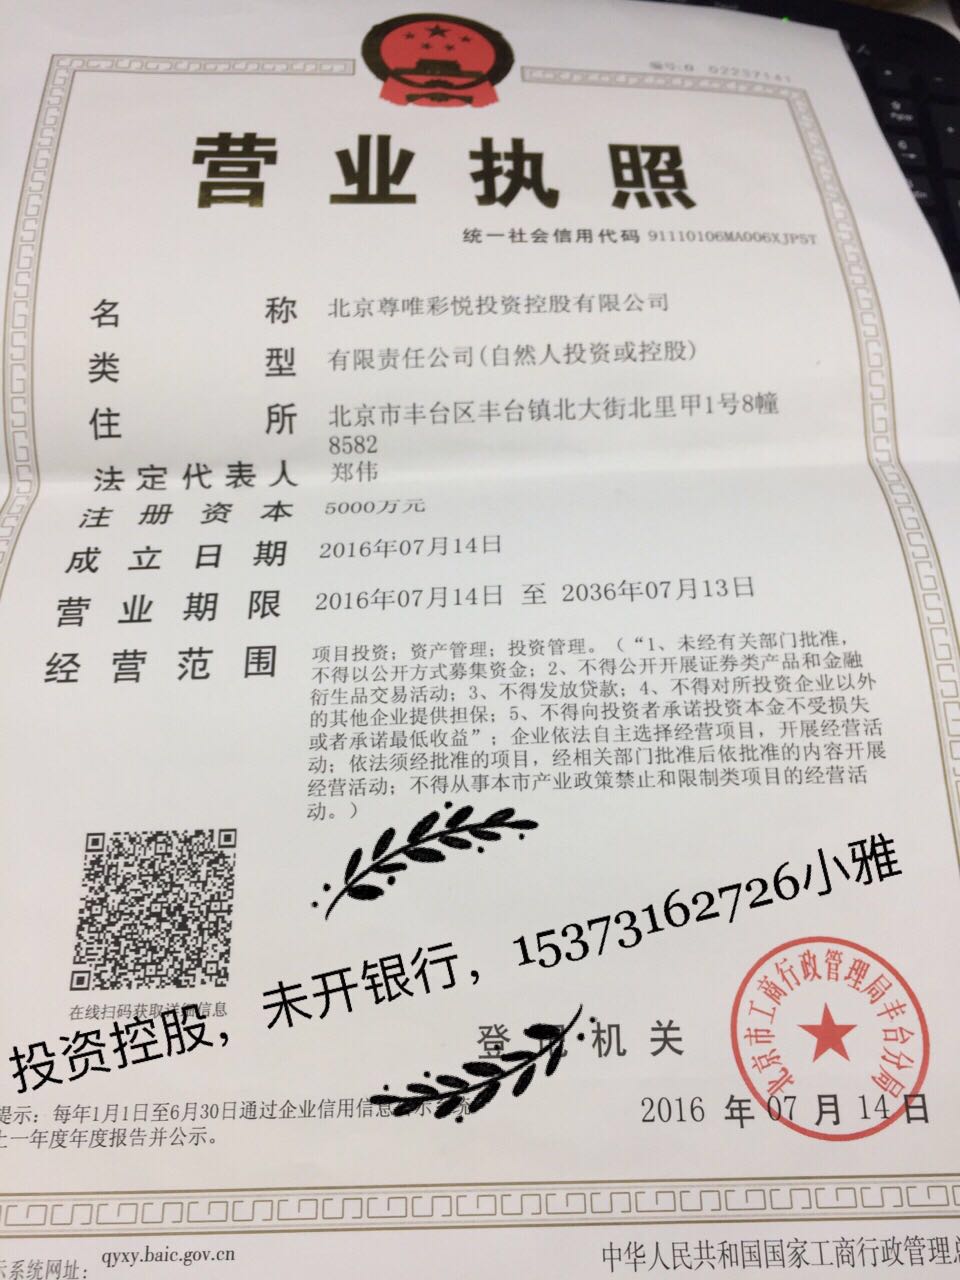 编号:0 02257141
营业执照
统一社会信用代码 91110106MA006XJP5T
名称 北京尊唯彩悦投资控股有限公司
类型 有限责任公司(自然人投资或控股)
住所 北京市丰台区丰台镇北大街北里甲1号8幢
8582
法定代表人 郑伟
注册资本 5000万元
成立日期 2016年07月14日
营业期限 2016年07月14日 至 2036年07月13日
经营范围 项目投资；资产管理；投资管理。（“1、未经有关部门批准，
不得以公开方式募集资金；2、不得公开开展证券类产品和金融
衍生品交易活动；3、不得发放贷款；4、不得对所投资企业以外
的其他企业提供担保；5、不得向投资者承诺投资本金不受损失
或者承诺最低收益”；企业依法自主选择经营项目，开展经营活
动；依法须经批准的项目，经相关部门批准后依批准的内容开展
经营活动；不得从事本市产业政策禁止和限制类项目的经营活
动。）
在线扫码获取详细信息
投资控股，未开银行，15373162726小雅
登记机关
北京市工商行政管理局丰台分局
2016 年 07 月 14 日
提示：每年1月1日至6月30日通过企业信用信息公示系统
上一年度年度报告并公示。
示系统网址： qyxy.baic.gov.cn
中华人民共和国国家工商行政管理总